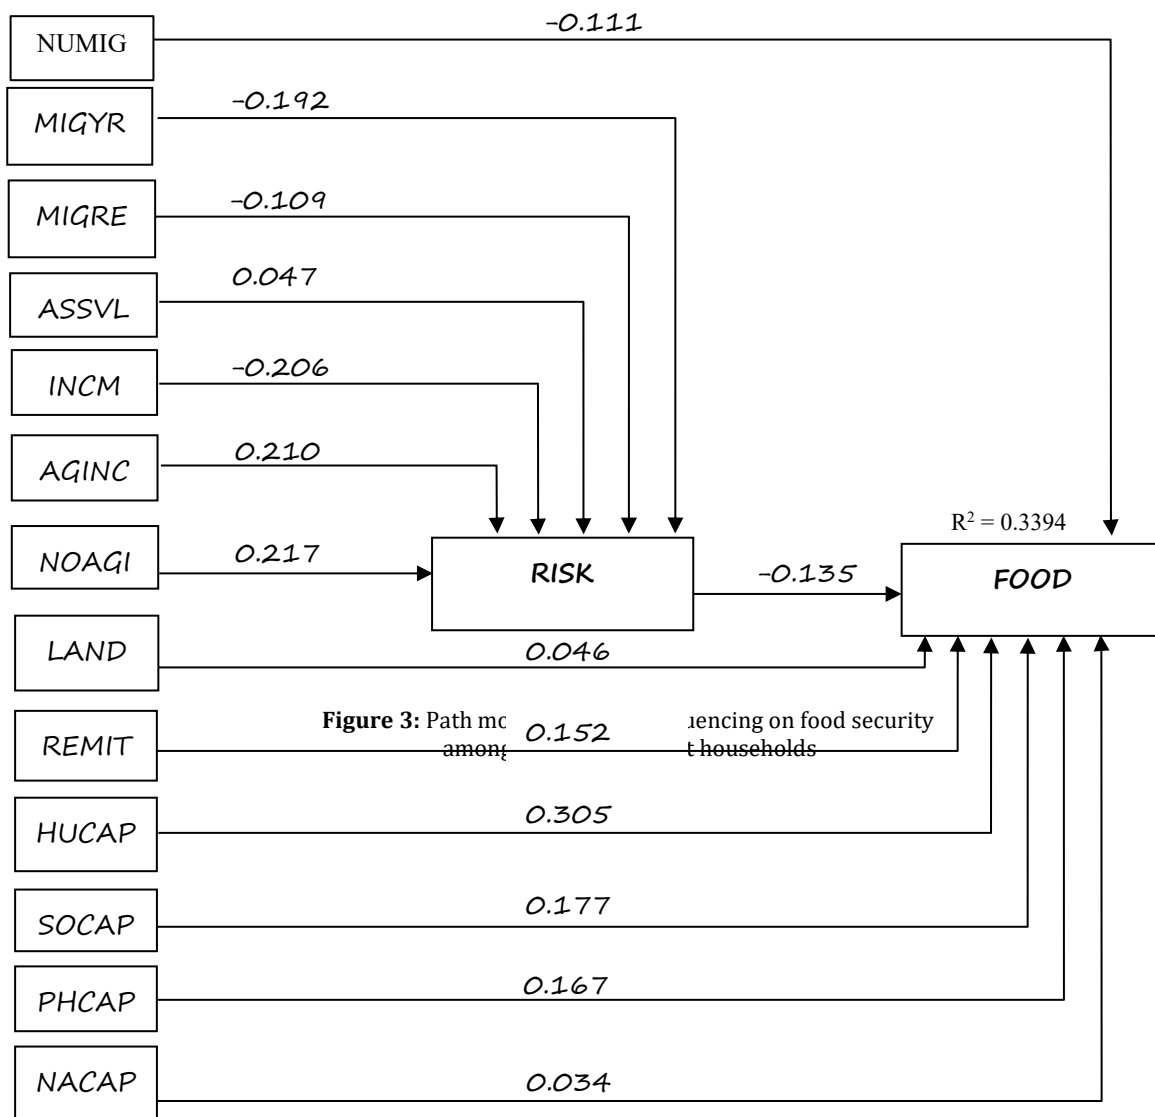 -0.111
NUMIG
-0.192
MIGYR
-0.109
MIGRE
0.047
ASSVL
-0.206
INCM
0.210
AGINC
R² = 0.3394
0.217
NOAGI
RISK
-0.135
FOOD
0.046
LAND
Figure 3: Path uencing on food security
0.152
REMIT
among households
0.305
HUCAP
0.177
SOCAP
0.167
PHCAP
0.034
NACAP